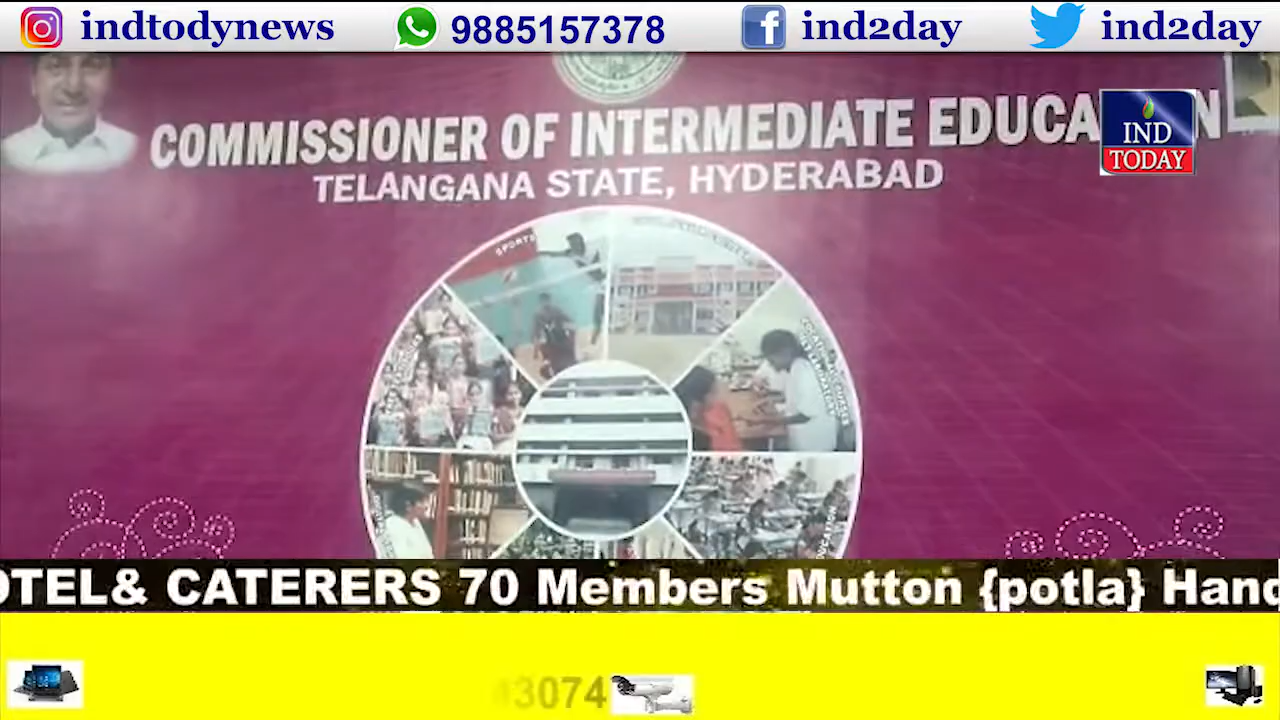 indtodynews 9885157378 ind2day ind2day
COMMISSIONER OF INTERMEDIATE EDUCA N
IND
TODAY
TELANGANA STATE, HYDERABAD
SPORTS
OTEL& CATERERS 70 Members Mutton {potla} Hand
3074